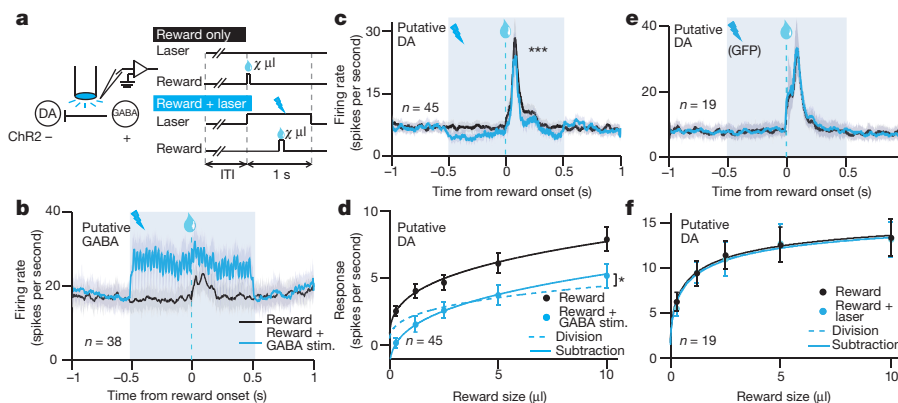 a
Reward only
Laser
χ μl
Reward
Reward + laser
Laser
χ μl
Reward
ITI
1 s
DA
GABA
ChR2 –
+
b
Putative
GABA
Firing rate
(spikes per second)
60
40
20
0
n = 38
Reward
Reward +
GABA stim.
–1
–0.5
0
0.5
1
Time from reward onset (s)
c
Putative
DA
***
Firing rate
(spikes per second)
30
15
0
n = 45
–1
–0.5
0
0.5
1
Time from reward onset (s)
d
Putative
DA
Response
(spikes per second)
10
5
0
*
Reward
Reward +
GABA stim.
Division
Subtraction
n = 45
0
5
10
Reward size (μl)
e
Putative
DA
(GFP)
40
20
0
n = 19
–1
–0.5
0
0.5
1
Time from reward onset (s)
f
Putative
DA
15
10
5
0
Reward
Reward +
laser
Division
Subtraction
n = 19
0
5
10
Reward size (μl)